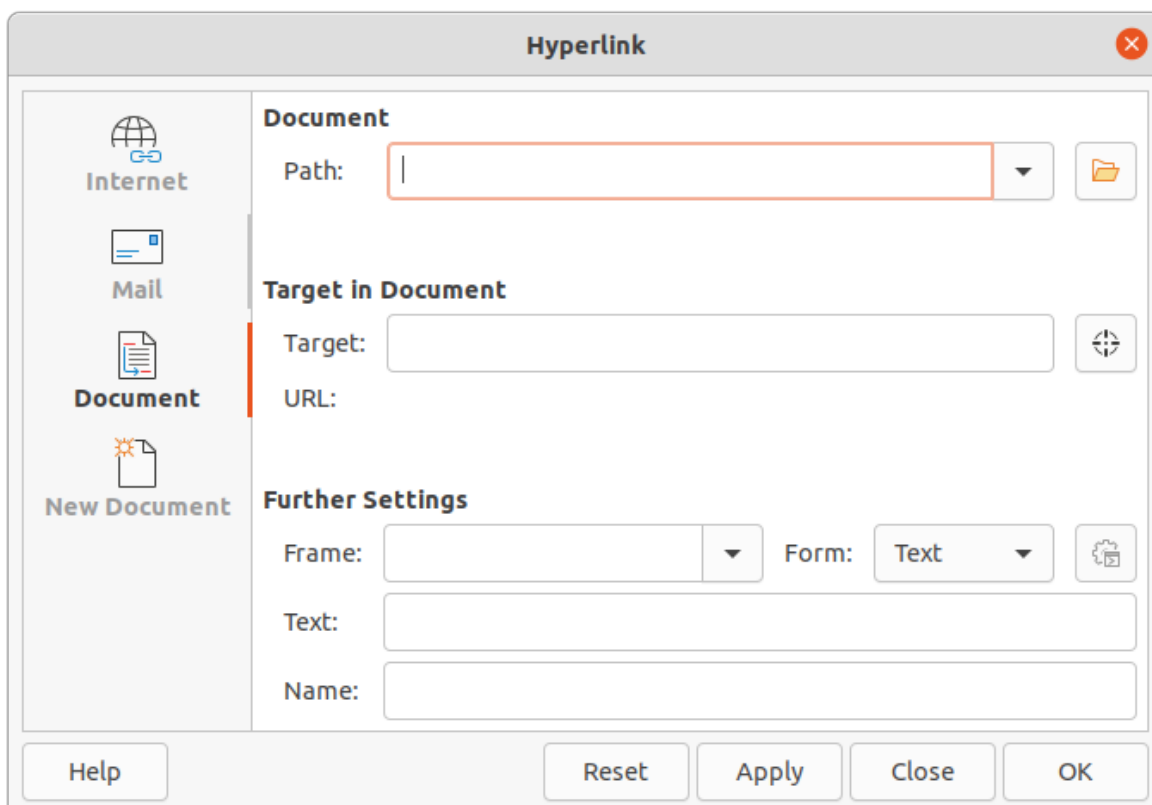 Hyperlink
Internet
Mail
Document
New Document
Document
Path:
Target in Document
Target:
URL:
Further Settings
Frame:
Form: Text
Text:
Name:
Help
Reset
Apply
Close
OK